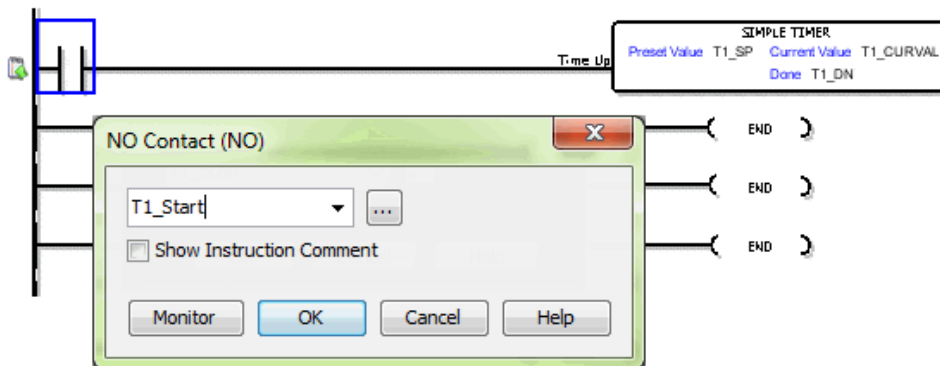 SIMPLE TIMER
Time Up Preset Value T1_SP Current Value T1_CURVAL
Done T1_DN
NO Contact (NO)
X
END
T1_Start
...
END
Show Instruction Comment
END
Monitor OK Cancel Help